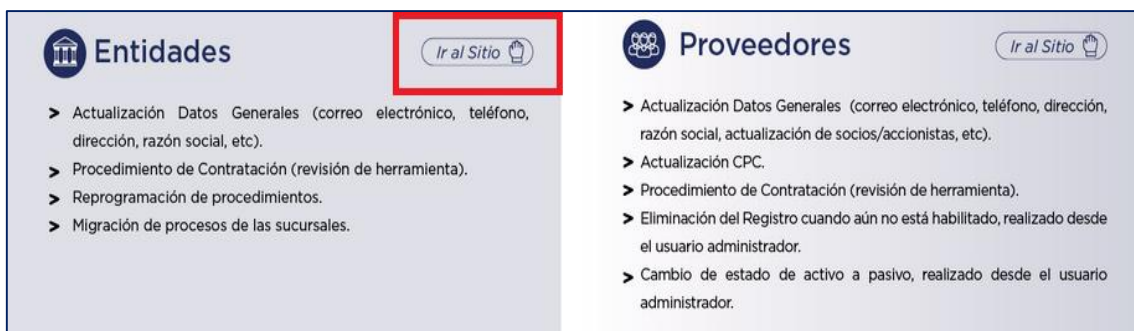 Entidades
Ir al Sitio
> Actualización Datos Generales (correo electrónico, teléfono,
dirección, razón social, etc).
> Procedimiento de Contratación (revisión de herramienta).
> Reprogramación de procedimientos.
> Migración de procesos de las sucursales.
Proveedores
Ir al Sitio
> Actualización Datos Generales (correo electrónico, teléfono, dirección,
razón social, actualización de socios/accionistas, etc).
> Actualización CPC.
> Procedimiento de Contratación (revisión de herramienta).
> Eliminación del Registro cuando aún no está habilitado, realizado desde
el usuario administrador.
> Cambio de estado de activo a pasivo, realizado desde el usuario
administrador.